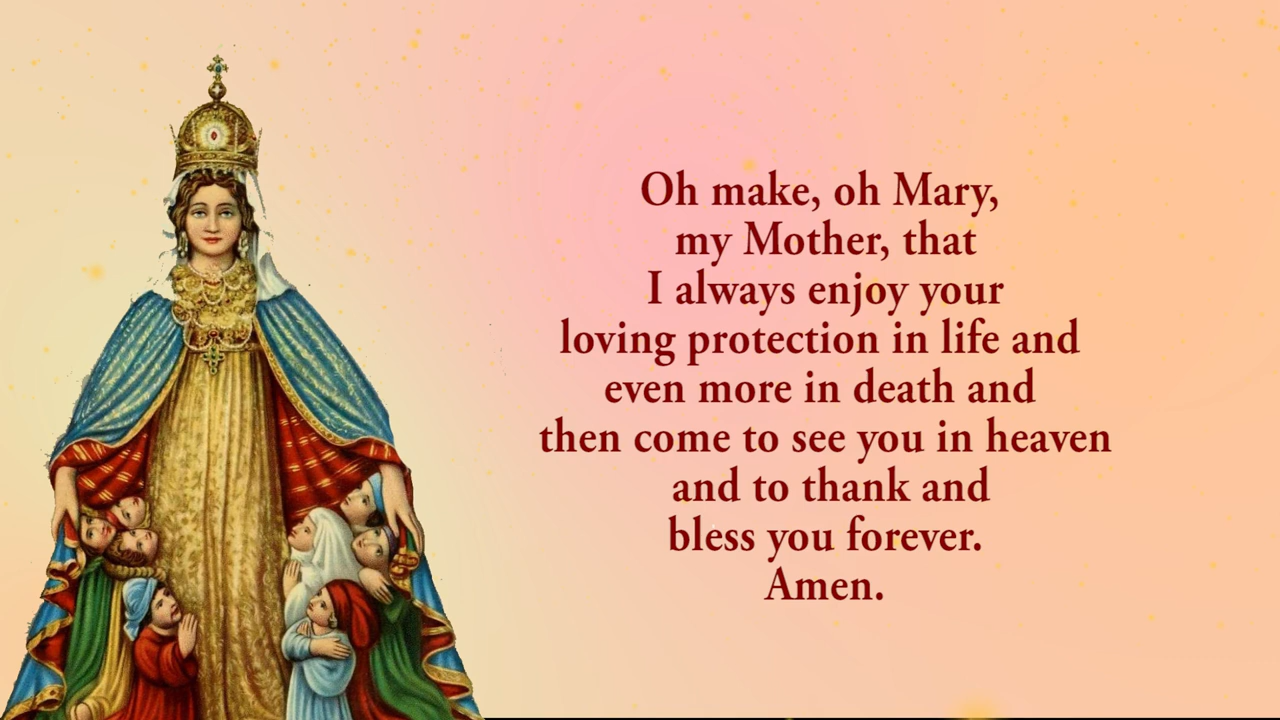 Oh make, oh Mary,
my Mother, that
I always enjoy your
loving protection in life and
even more in death and
then come to see you in heaven
and to thank and
bless you forever.
Amen.